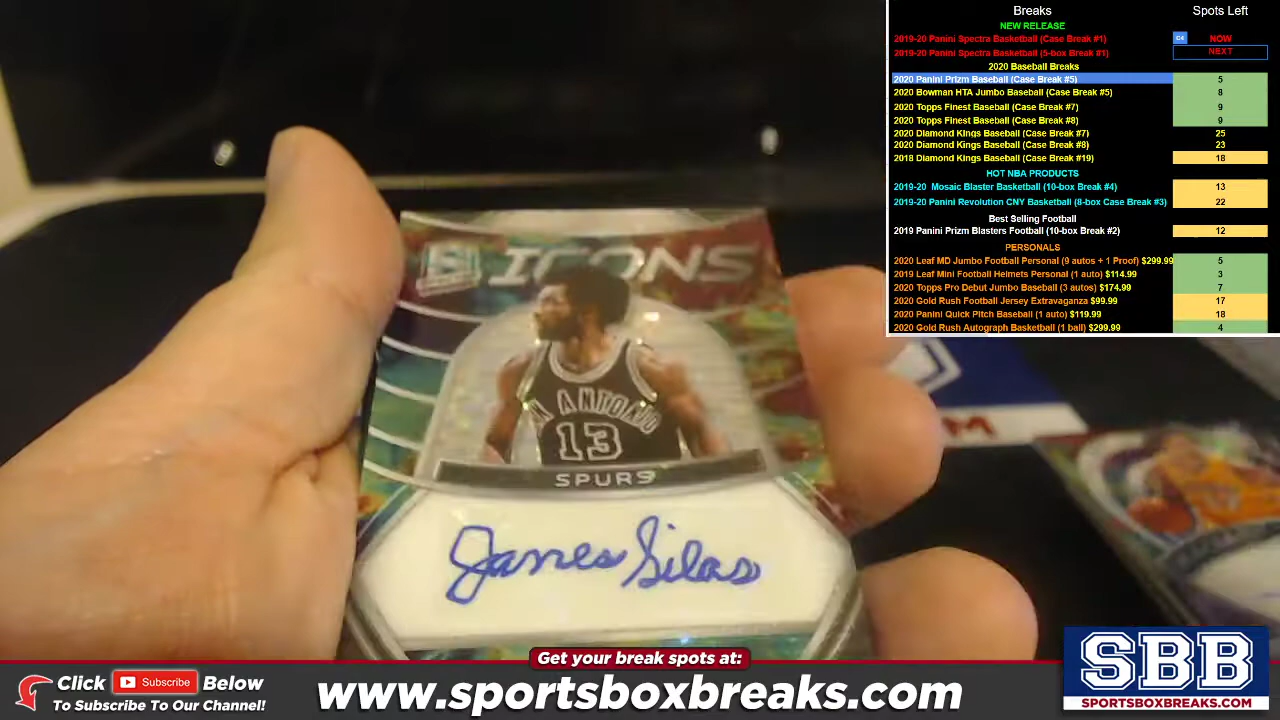 Breaks Spots Left
NEW RELEASE
2019-20 Panini Spectra Basketball (Case Break #1) C4 NOW
2019-20 Panini Spectra Basketball (5-box Break #1) NEXT
2020 Baseball Breaks
2020 Panini Prizm Baseball (Case Break #5) 5
2020 Bowman HTA Jumbo Baseball (Case Break #5) 8
2020 Topps Finest Baseball (Case Break #7) 9
2020 Topps Finest Baseball (Case Break #8) 9
2020 Diamond Kings Baseball (Case Break #7) 25
2020 Diamond Kings Baseball (Case Break #8) 23
2018 Diamond Kings Baseball (Case Break #19) 18
HOT NBA PRODUCTS
2019-20 Mosaic Blaster Basketball (10-box Break #4) 13
2019-20 Panini Revolution CNY Basketball (8-box Case Break #3) 22
Best Selling Football
2019 Panini Prizm Blasters Football (10-box Break #2) 12
PERSONALS
2020 Leaf MD Jumbo Football Personal (9 autos + 1 Proof) $299.99 5
2019 Leaf Mini Football Helmets Personal (1 auto) $114.99 3
2020 Topps Pro Debut Jumbo Baseball (3 autos) $174.99 7
2020 Gold Rush Football Jersey Extravaganza $99.99 17
2020 Panini Quick Pitch Baseball (1 auto) $119.99 18
2020 Gold Rush Autograph Basketball (1 ball) $299.99 4
ICONS
ANTONIO
13
SPURS
James Silas
Get your break spots at:
Click Subscribe Below
To Subscribe To Our Channel!
www.sportsboxbreaks.com
SBB
SPORTSBOXBREAKS.COM